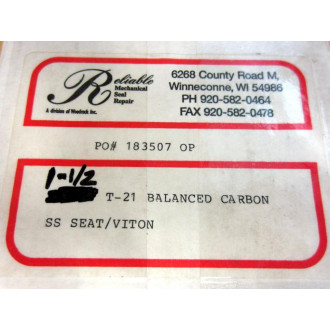 Reliable
Mechanical
Seal
Repair
A division of Woodstock Inc.
6268 County Road M,
Winneconne, WI 54986
PH 920-582-0464
FAX 920-582-0478
PO# 183507 OP
1-1/2
T-21 BALANCED CARBON
SS SEAT/VITON